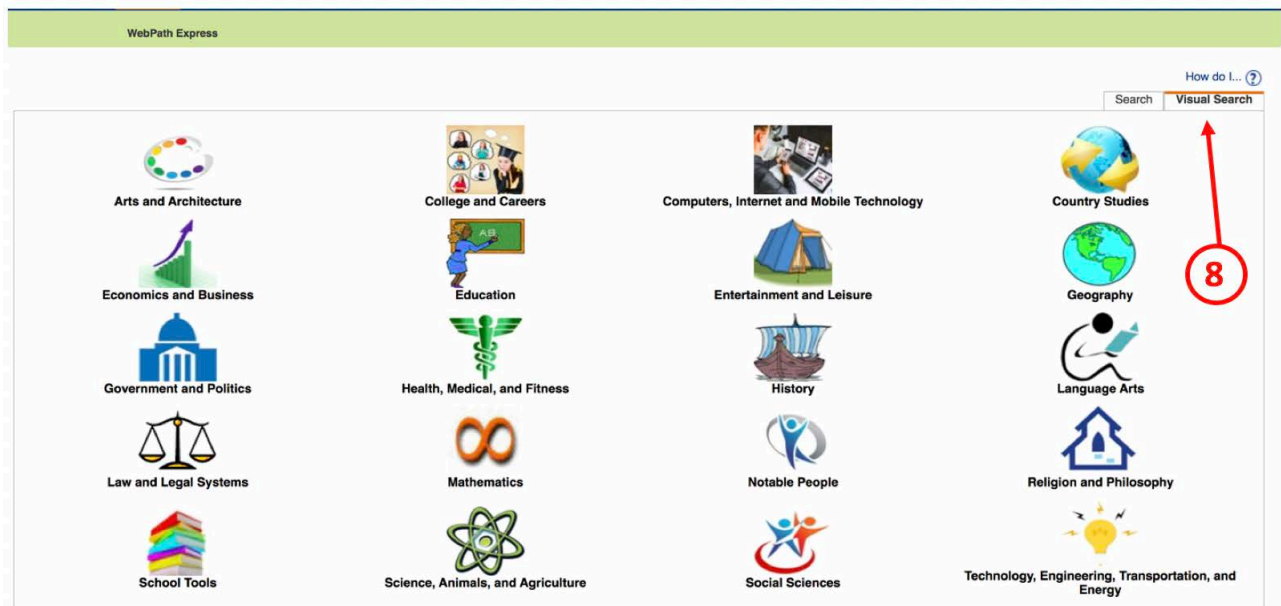 WebPath Express
How do I... ?
Search Visual Search
Arts and Architecture
College and Careers
Computers, Internet and Mobile Technology
Country Studies
Economics and Business
AB
Education
Entertainment and Leisure
Geography
8
Government and Politics
Health, Medical, and Fitness
History
Language Arts
Law and Legal Systems
Mathematics
Notable People
Religion and Philosophy
School Tools
Science, Animals, and Agriculture
Social Sciences
Technology, Engineering, Transportation, and
Energy